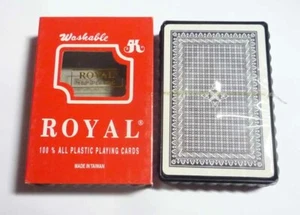 Washable
ROYAL
ROYAL
100 % ALL PLASTIC PLAYING CARDS
MADE IN TAIWAN